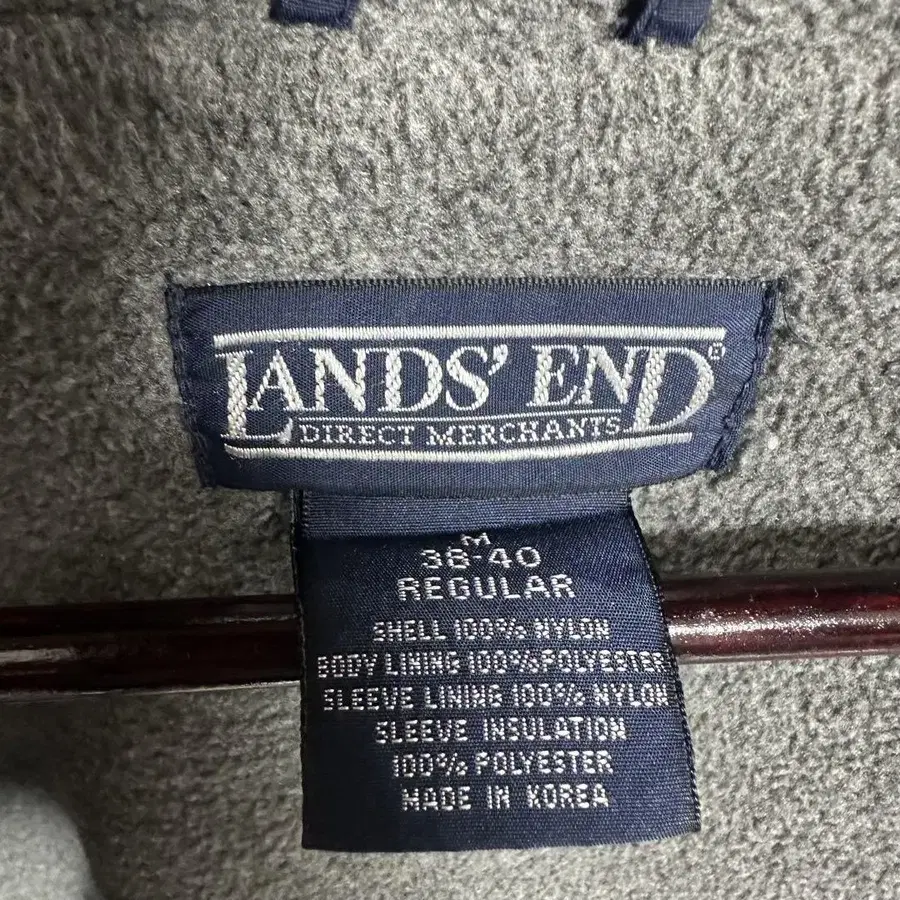 LANDS' END®
DIRECT MERCHANTS
M
38-40
REGULAR
SHELL 100% NYLON
BODY LINING 100% POLYESTER
SLEEVE LINING 100% NYLON
SLEEVE INSULATION
100% POLYESTER
MADE IN KOREA